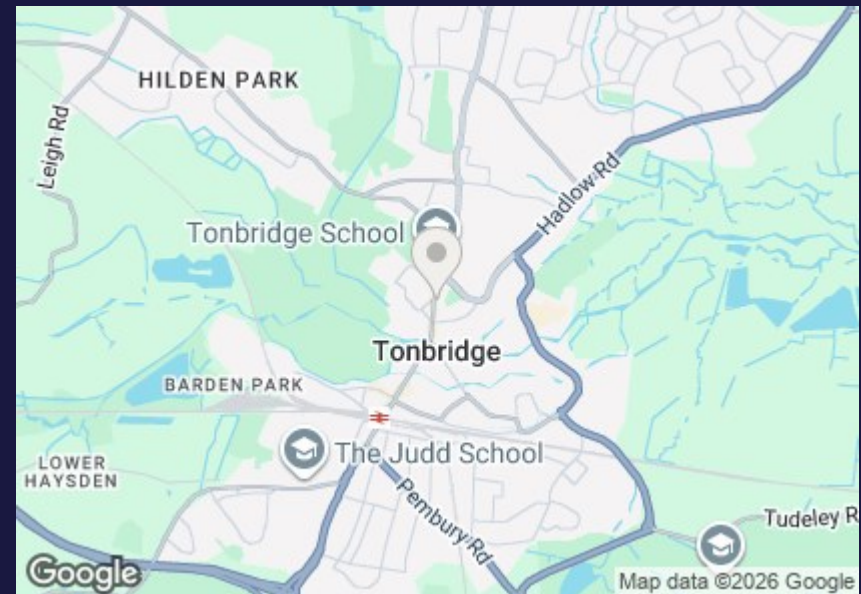 HILDEN PARK
Leigh Rd
Hadlow Rd
Tonbridge School
Tonbridge
BARDEN PARK
The Judd School
LOWER
HAYSDEN
Pembury Rd
Tudeley R
Google
Map data ©2026 Google